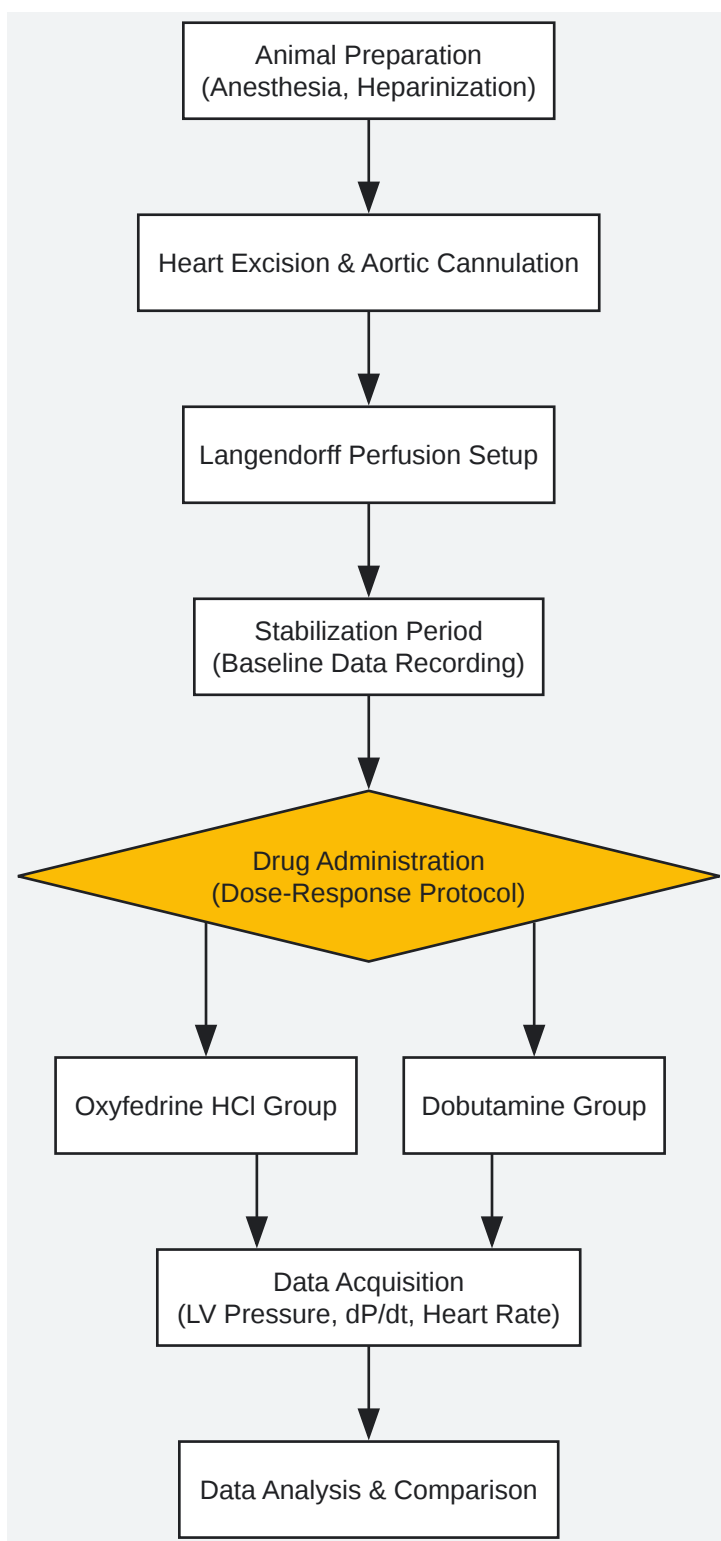 Animal Preparation
(Anesthesia, Heparinization)
Heart Excision & Aortic Cannulation
Langendorff Perfusion Setup
Stabilization Period
(Baseline Data Recording)
Drug Administration
(Dose-Response Protocol)
Oxyfedrine HCl Group
Dobutamine Group
Data Acquisition
(LV Pressure, dP/dt, Heart Rate)
Data Analysis & Comparison